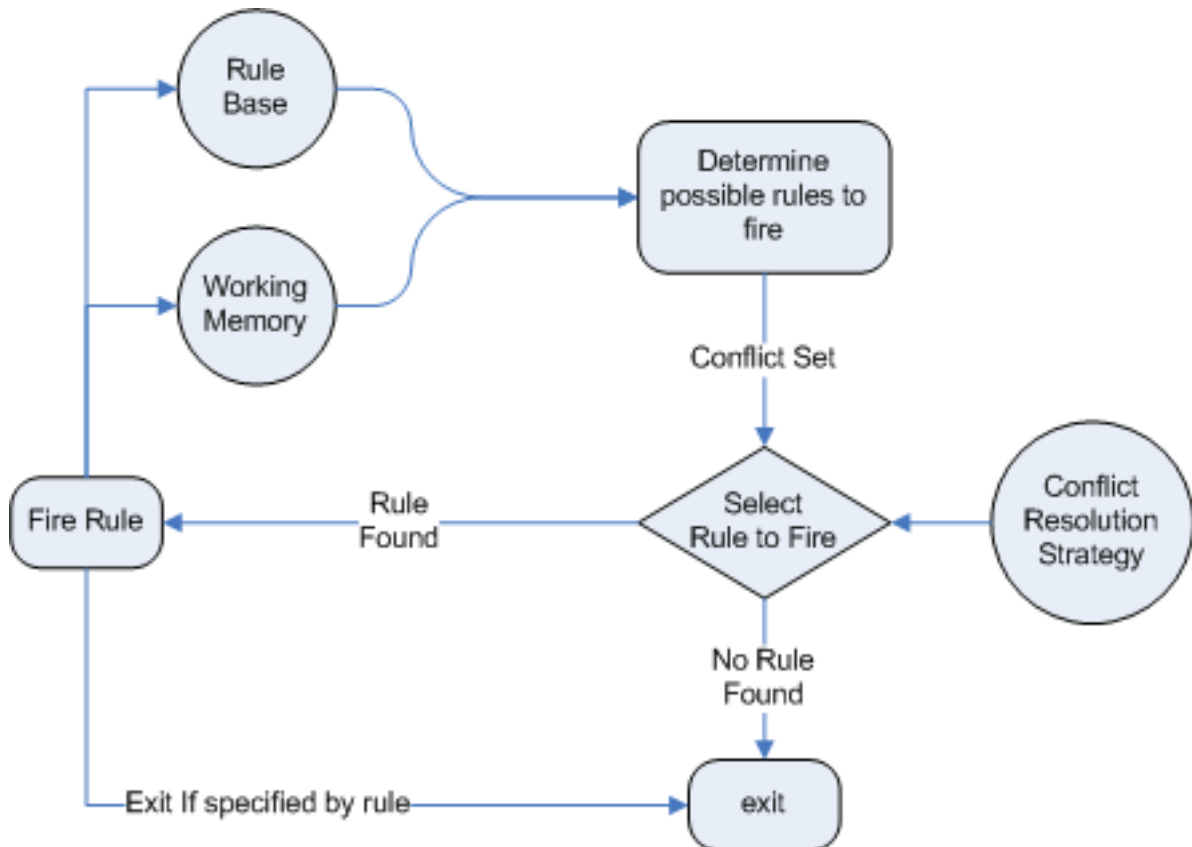 Rule
Base
Determine
possible rules to
fire
Working
Memory
Conflict Set
Conflict
Resolution
Strategy
Select
Rule to Fire
Rule
Found
Fire Rule
No Rule
Found
Exit If specified by rule
exit